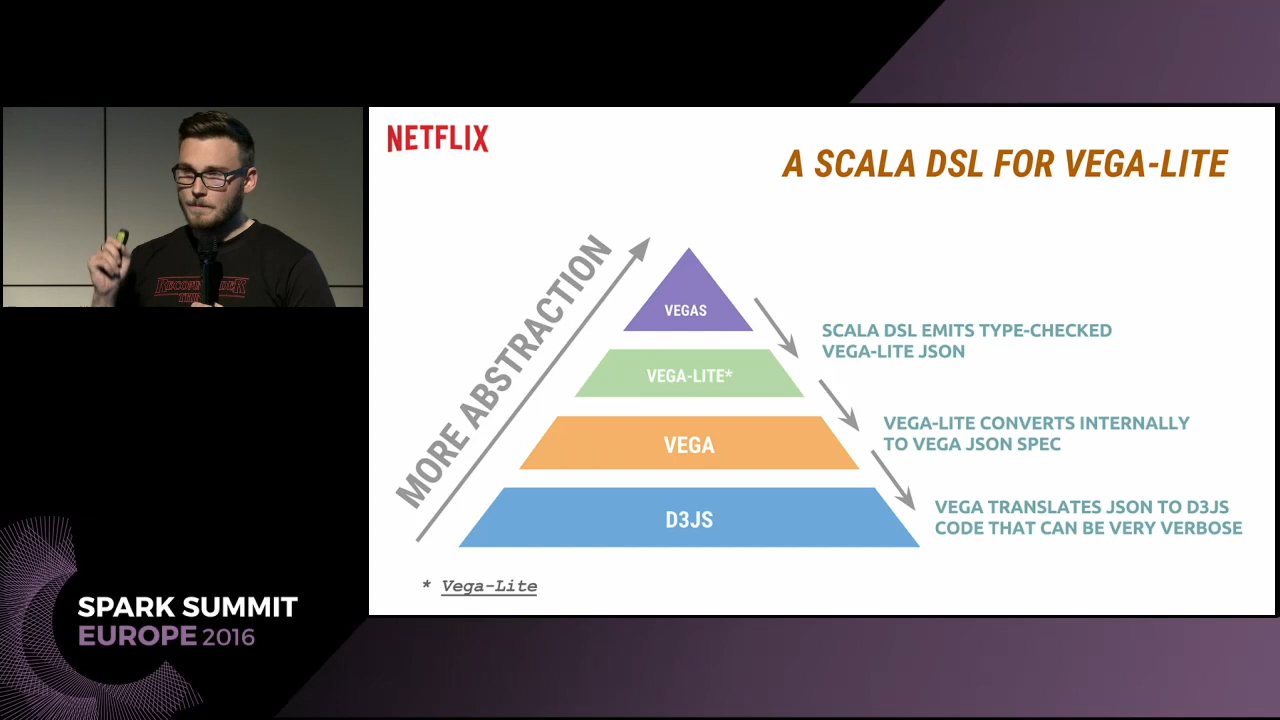 NETFLIX
A SCALA DSL FOR VEGA-LITE
MORE ABSTRACTION
VEGAS
SCALA DSL EMITS TYPE-CHECKED
VEGA-LITE JSON
VEGA-LITE*
VEGA-LITE CONVERTS INTERNALLY
TO VEGA JSON SPEC
VEGA
VEGA TRANSLATES JSON TO D3JS
CODE THAT CAN BE VERY VERBOSE
D3JS
* Vega-Lite
SPARK SUMMIT
EUROPE 2016